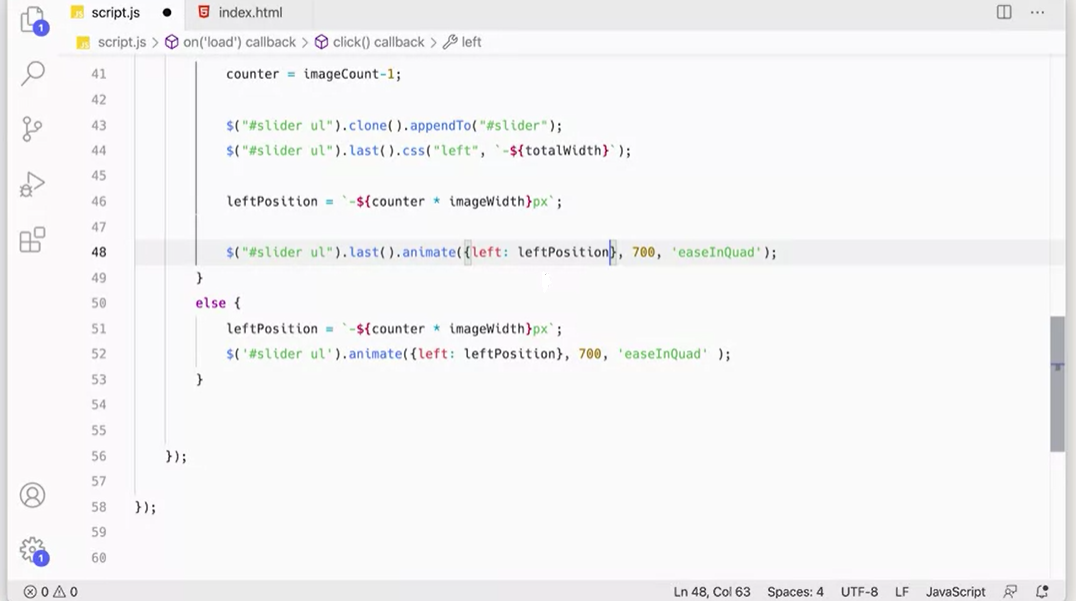 1
JS script.js ●
index.html
...
JS script.js > on('load') callback > click() callback > left
41 counter = imageCount-1;
42
43 $("#slider ul").clone().appendTo("#slider");
44 $("#slider ul").last().css("left", `-${totalWidth}`);
45
46 leftPosition = `-${counter * imageWidth}px`;
47
48 $("#slider ul").last().animate({left: leftPosition}, 700, 'easeInQuad');
49 }
50 else {
51 leftPosition = `-${counter * imageWidth}px`;
52 $('#slider ul').animate({left: leftPosition}, 700, 'easeInQuad' );
53 }
54
55
56 });
57
58 });
59
60
1
0 0 Ln 48, Col 63 Spaces: 4 UTF-8 LF JavaScript